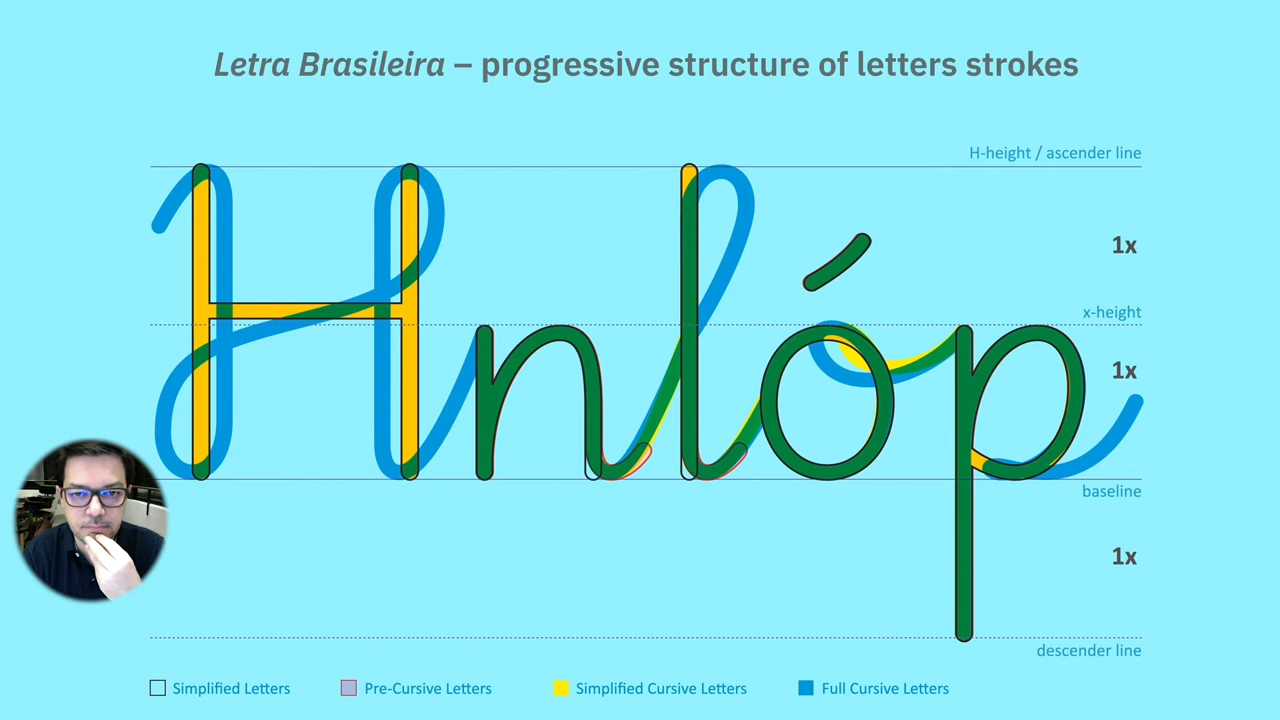 Letra Brasileira – progressive structure of letters strokes
H-height / ascender line
1x
x-height
Hnlóp
1x
baseline
1x
descender line
Simplified Letters
Pre-Cursive Letters
Simplified Cursive Letters
Full Cursive Letters